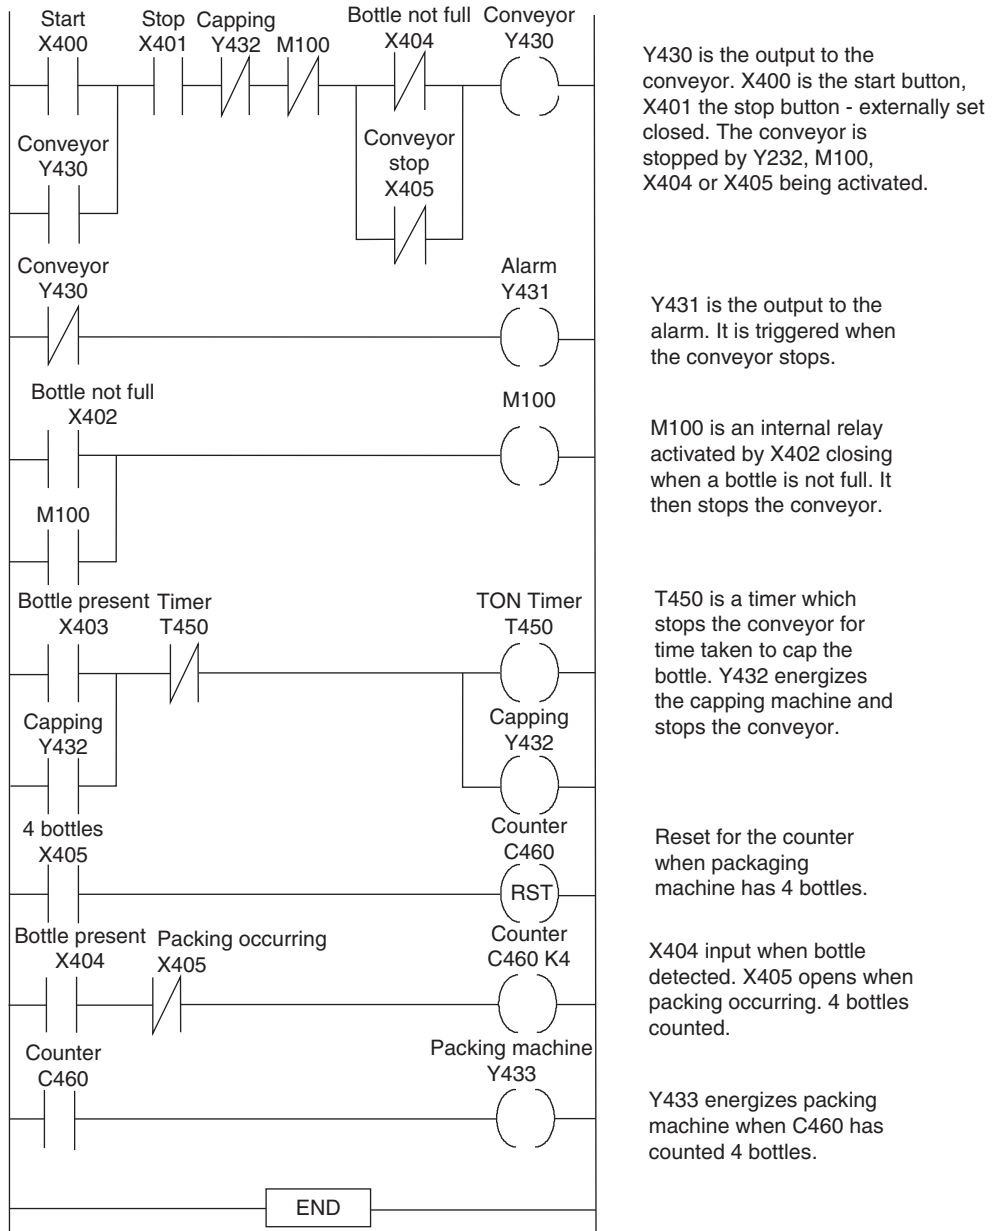 Start Stop Capping Bottle not full Conveyor
X400 X401 Y432 M100 X404 Y430
Conveyor
Y430
Conveyor
stop
X405
Y430 is the output to the
conveyor. X400 is the start button,
X401 the stop button - externally set
closed. The conveyor is
stopped by Y232, M100,
X404 or X405 being activated.
Conveyor Alarm
Y430 Y431
Y431 is the output to the
alarm. It is triggered when
the conveyor stops.
Bottle not full
X402
M100
M100
M100 is an internal relay
activated by X402 closing
when a bottle is not full. It
then stops the conveyor.
Bottle present Timer TON Timer
X403 T450 T450
Capping Capping
Y432 Y432
T450 is a timer which
stops the conveyor for
time taken to cap the
bottle. Y432 energizes
the capping machine and
stops the conveyor.
4 bottles Counter
X405 C460
RST
Reset for the counter
when packaging
machine has 4 bottles.
Bottle present Packing occurring Counter
X404 X405 C460 K4
X404 input when bottle
detected. X405 opens when
packing occurring. 4 bottles
counted.
Counter Packing machine
C460 Y433
Y433 energizes packing
machine when C460 has
counted 4 bottles.
END